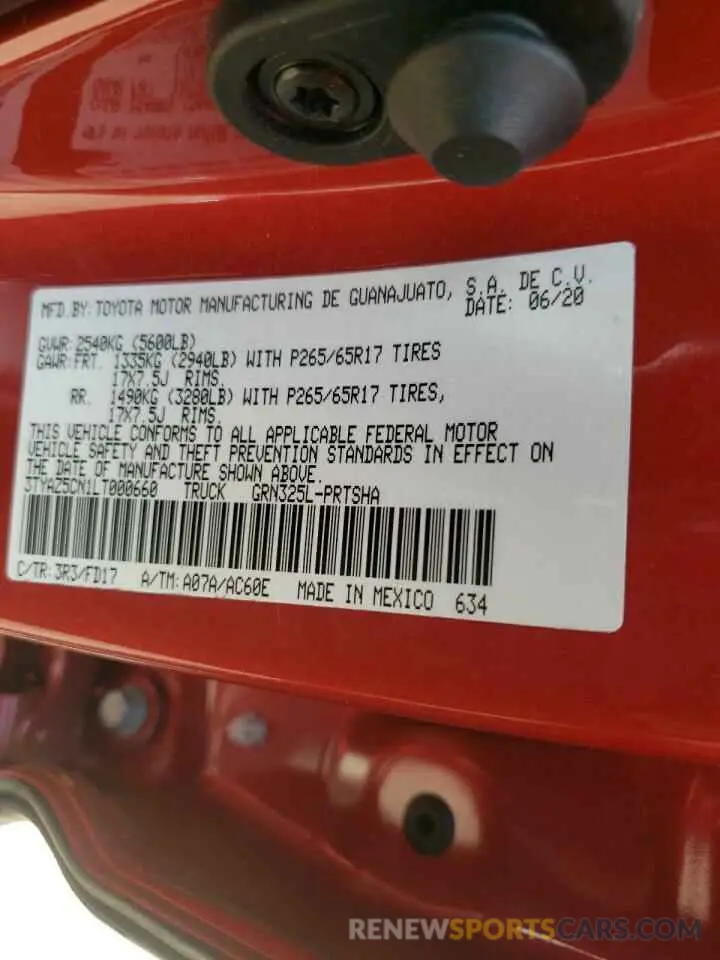 MFD.BY:TOYOTA MOTOR MANUFACTURING DE GUANAJUATO, S.A. DE C.V.
DATE: 06/20
GVWR:2540KG (5600LB)
GAWR:FRT. 1335KG (2940LB) WITH P265/65R17 TIRES
17X7.5J RIMS,
RR. 1490KG (3280LB) WITH P265/65R17 TIRES,
17X7.5J RIMS.
THIS VEHICLE CONFORMS TO ALL APPLICABLE FEDERAL MOTOR
VEHICLE SAFETY AND THEFT PREVENTION STANDARDS IN EFFECT ON
THE DATE OF MANUFACTURE SHOWN ABOVE.
3TYAZ5CN1LT000660 TRUCK GRN325L-PRTSHA
C/TR:3R3/FD17 A/TM:A07A/AC60E MADE IN MEXICO 634
RENEWSPORTSCARS.COM